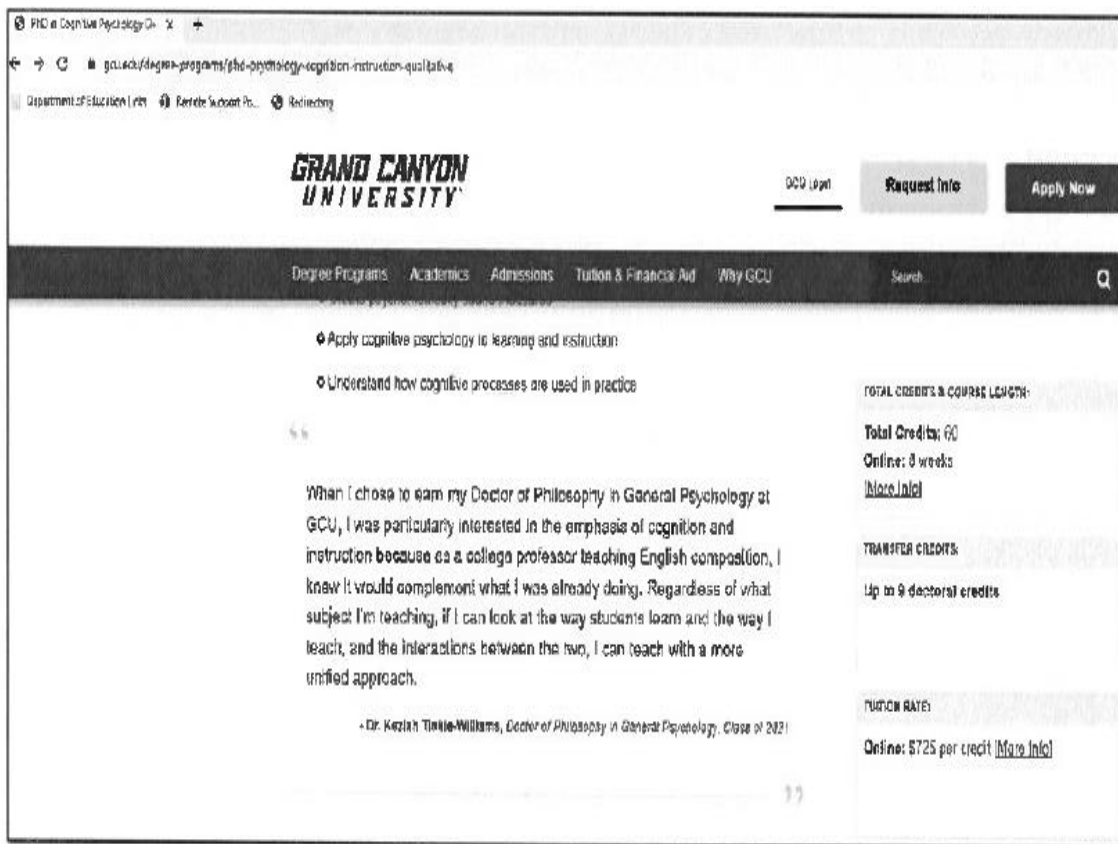 PhD in Cognitive Psychology
gcu.edu/degree-programs/phd-psychology-cognition-instruction-qualitative
Department of Education Links Remote Support Po... Redirecting
GRAND CANYON
UNIVERSITY
GCU Login
Request Info
Apply Now
Degree Programs Academics Admissions Tuition & Financial Aid Why GCU
Search
Apply cognitive psychology to learning and instruction
Understand how cognitive processes are used in practice
“
When I chose to earn my Doctor of Philosophy in General Psychology at
GCU, I was particularly interested in the emphasis of cognition and
instruction because as a college professor teaching English composition, I
knew it would complement what I was already doing. Regardless of what
subject I'm teaching, if I can look at the way students learn and the way I
teach, and the interactions between the two, I can teach with a more
unified approach.
- Dr. Keziah Tinkle-Williams, Doctor of Philosophy in General Psychology, Class of 2021
”
TOTAL CREDITS & COURSE LENGTH:
Total Credits: 60
Online: 8 weeks
[More Info]
TRANSFER CREDITS:
Up to 9 doctoral credits
TUITION RATE:
Online: $725 per credit [More Info]